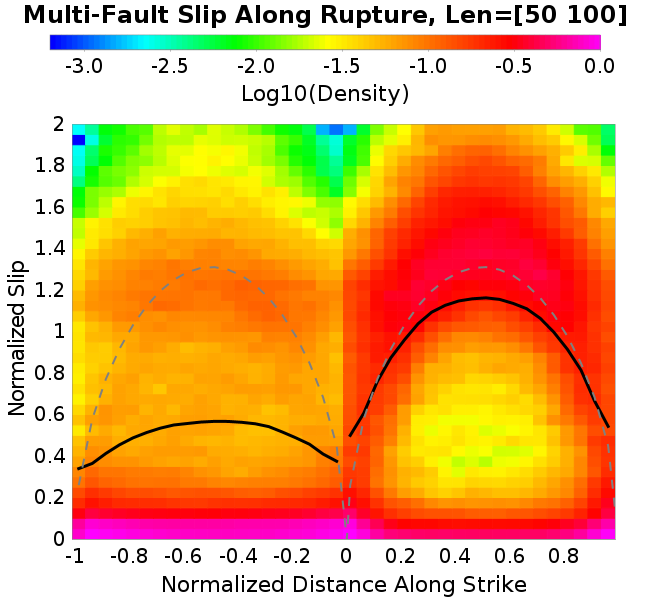 Multi-Fault Slip Along Rupture, Len=[50 100]
-3.0 -2.5 -2.0 -1.5 -1.0 -0.5 0.0
Log10(Density)
2
1.8
1.6
1.4
1.2
1
0.8
0.6
0.4
0.2
0
Normalized Slip
-1 -0.8 -0.6 -0.4 -0.2 0 0.2 0.4 0.6 0.8
Normalized Distance Along Strike